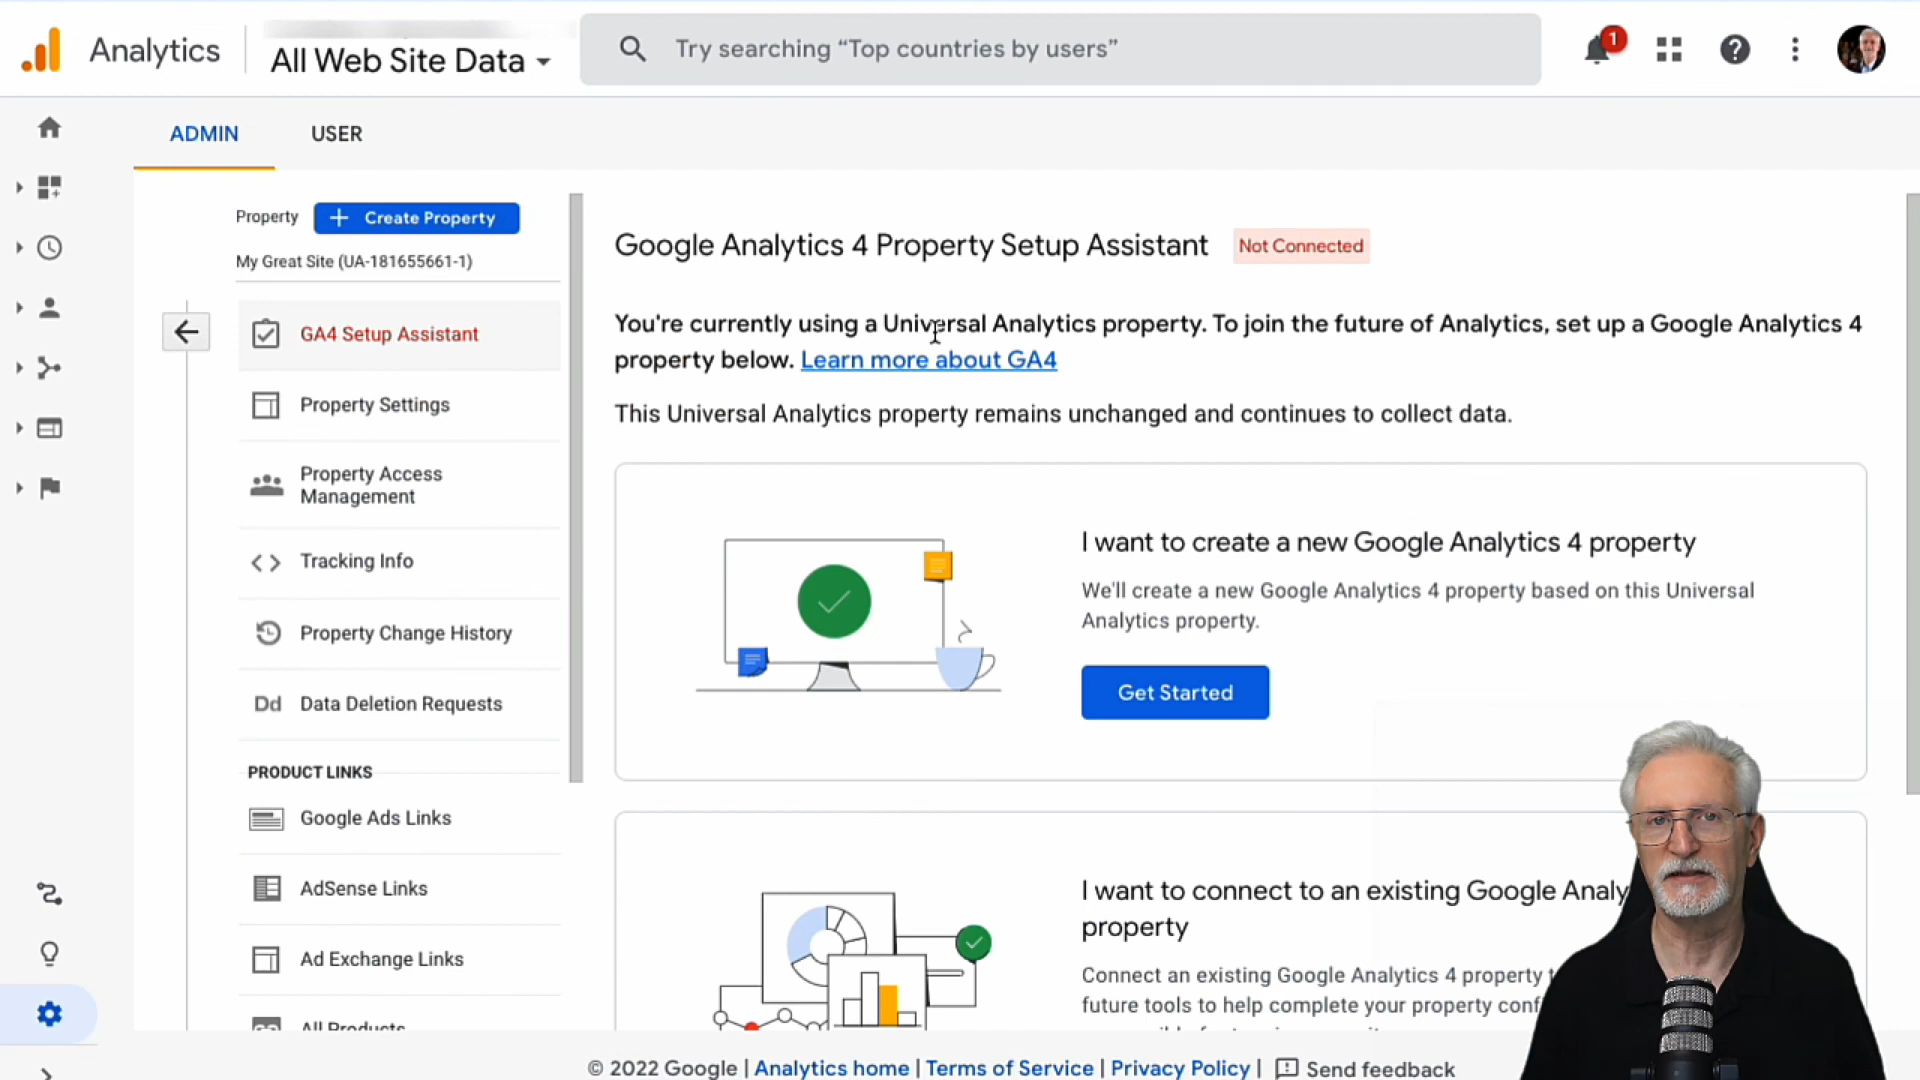 Analytics
All Web Site Data
Try searching “Top countries by users”
1
ADMIN
USER
Property
Create Property
My Great Site (UA-181655661-1)
GA4 Setup Assistant
Property Settings
Property Access
Management
Tracking Info
Property Change History
Dd Data Deletion Requests
PRODUCT LINKS
Google Ads Links
AdSense Links
Ad Exchange Links
All Products
Google Analytics 4 Property Setup Assistant
Not Connected
You're currently using a Universal Analytics property. To join the future of Analytics, set up a Google Analytics 4
property below. Learn more about GA4
This Universal Analytics property remains unchanged and continues to collect data.
I want to create a new Google Analytics 4 property
We'll create a new Google Analytics 4 property based on this Universal
Analytics property.
Get Started
I want to connect to an existing Google Analy
property
Connect an existing Google Analytics 4 property
future tools to help complete your property conf
© 2022 Google | Analytics home | Terms of Service | Privacy Policy | Send feedback